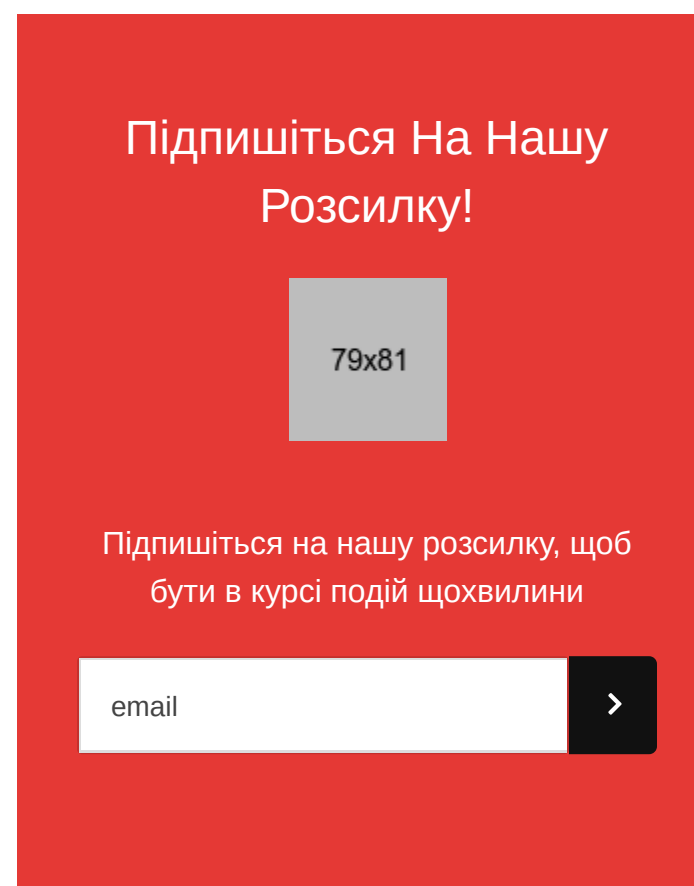 Підпишіться На Нашу
Розсилку!
79x81
Підпишіться на нашу розсилку, щоб
бути в курсі подій щохвилини
email